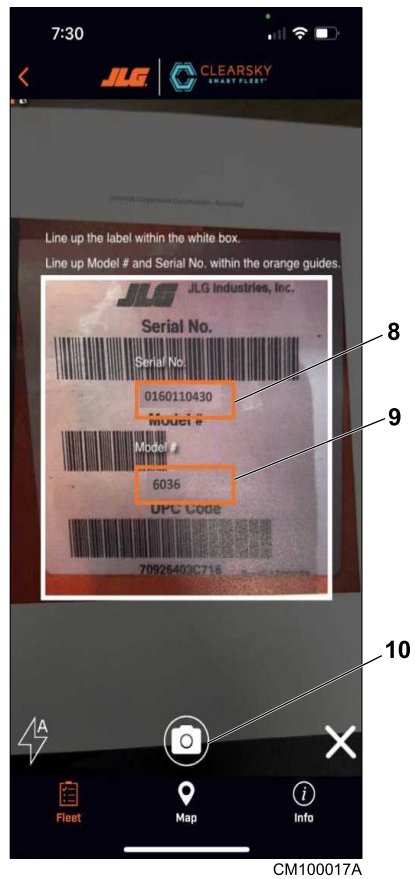 7:30
JLG
CLEARSKY
SMART FLEET
Line up the label within the white box.
Line up Model # and Serial No. within the orange guides.
JLG JLG Industries, Inc.
Serial No.
Serial No.
0160110430
8
Model #
Model #
6036
9
UPC Code
70926403C716
A
10
Fleet
Map
Info
CM100017A